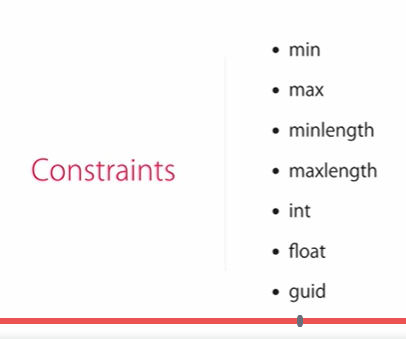 Constraints
• min
• max
• minlength
• maxlength
• int
• float
• guid